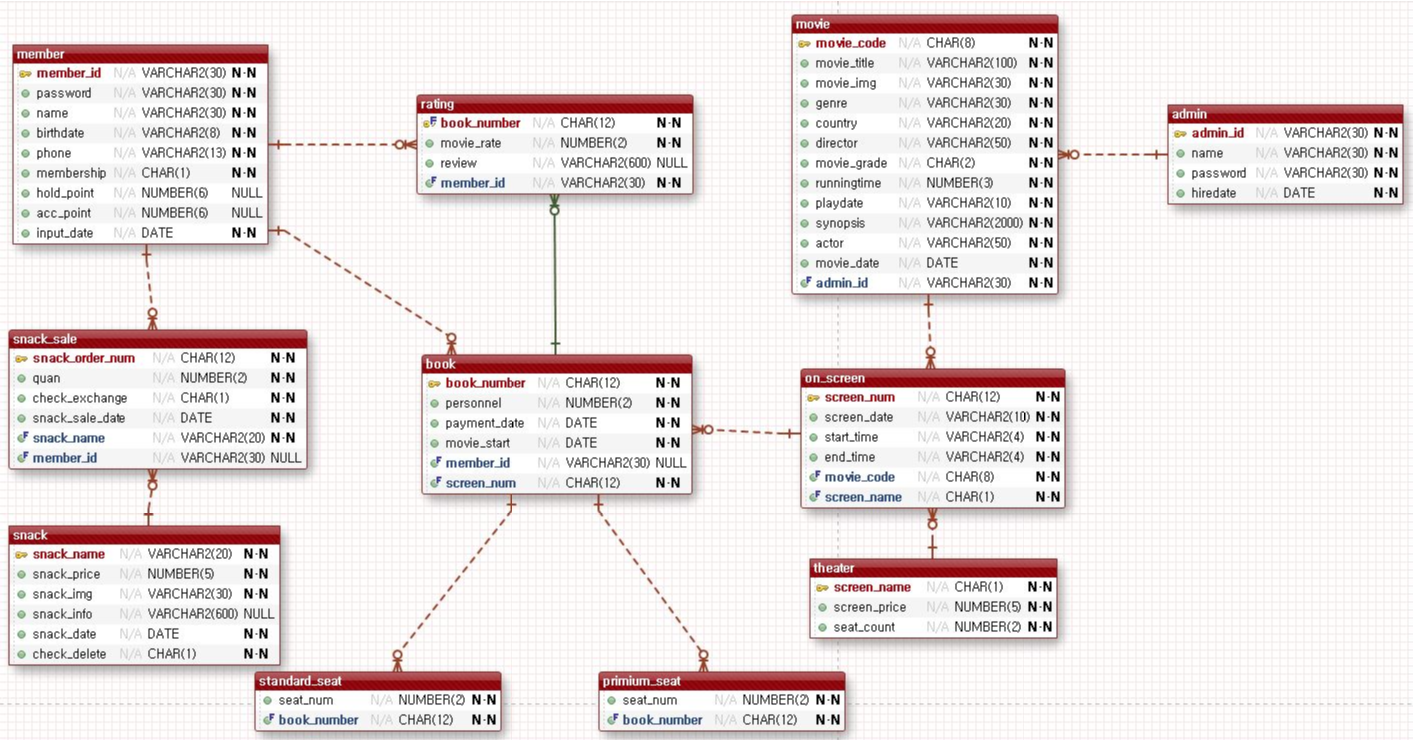 member
member_id N/A VARCHAR2(30) N-N
password N/A VARCHAR2(30) N-N
name N/A VARCHAR2(30) N-N
birthdate N/A VARCHAR2(8) N-N
phone N/A VARCHAR2(13) N-N
membership N/A CHAR(1) N-N
hold_point N/A NUMBER(6) NULL
acc_point N/A NUMBER(6) NULL
input_date N/A DATE N-N
rating
book_number N/A CHAR(12) N-N
movie_rate N/A NUMBER(2) N-N
review N/A VARCHAR2(600) NULL
member_id N/A VARCHAR2(30) N-N
movie
movie_code N/A CHAR(8) N-N
movie_title N/A VARCHAR2(100) N-N
movie_img N/A VARCHAR2(30) N-N
genre N/A VARCHAR2(30) N-N
country N/A VARCHAR2(20) N-N
director N/A VARCHAR2(50) N-N
movie_grade N/A CHAR(2) N-N
runningtime N/A NUMBER(3) N-N
playdate N/A VARCHAR2(10) N-N
synopsis N/A VARCHAR2(2000) N-N
actor N/A VARCHAR2(50) N-N
movie_date N/A DATE N-N
admin_id N/A VARCHAR2(30) N-N
admin
admin_id N/A VARCHAR2(30) N-N
name N/A VARCHAR2(30) N-N
password N/A VARCHAR2(30) N-N
hiredate N/A DATE N-N
snack_sale
snack_order_num N/A CHAR(12) N-N
quan N/A NUMBER(2) N-N
check_exchange N/A CHAR(1) N-N
snack_sale_date N/A DATE N-N
snack_name N/A VARCHAR2(20) N-N
member_id N/A VARCHAR2(30) NULL
book
book_number N/A CHAR(12) N-N
personnel N/A NUMBER(2) N-N
payment_date N/A DATE N-N
movie_start N/A DATE N-N
member_id N/A VARCHAR2(30) NULL
screen_num N/A CHAR(12) N-N
on_screen
screen_num N/A CHAR(12) N-N
screen_date N/A VARCHAR2(10) N-N
start_time N/A VARCHAR2(4) N-N
end_time N/A VARCHAR2(4) N-N
movie_code N/A CHAR(8) N-N
screen_name N/A CHAR(1) N-N
snack
snack_name N/A VARCHAR2(20) N-N
snack_price N/A NUMBER(5) N-N
snack_img N/A VARCHAR2(30) N-N
snack_info N/A VARCHAR2(600) NULL
snack_date N/A DATE N-N
check_delete N/A CHAR(1) N-N
theater
screen_name N/A CHAR(1) N-N
screen_price N/A NUMBER(5) N-N
seat_count N/A NUMBER(2) N-N
standard_seat
seat_num N/A NUMBER(2) N-N
book_number N/A CHAR(12) N-N
primium_seat
seat_num N/A NUMBER(2) N-N
book_number N/A CHAR(12) N-N